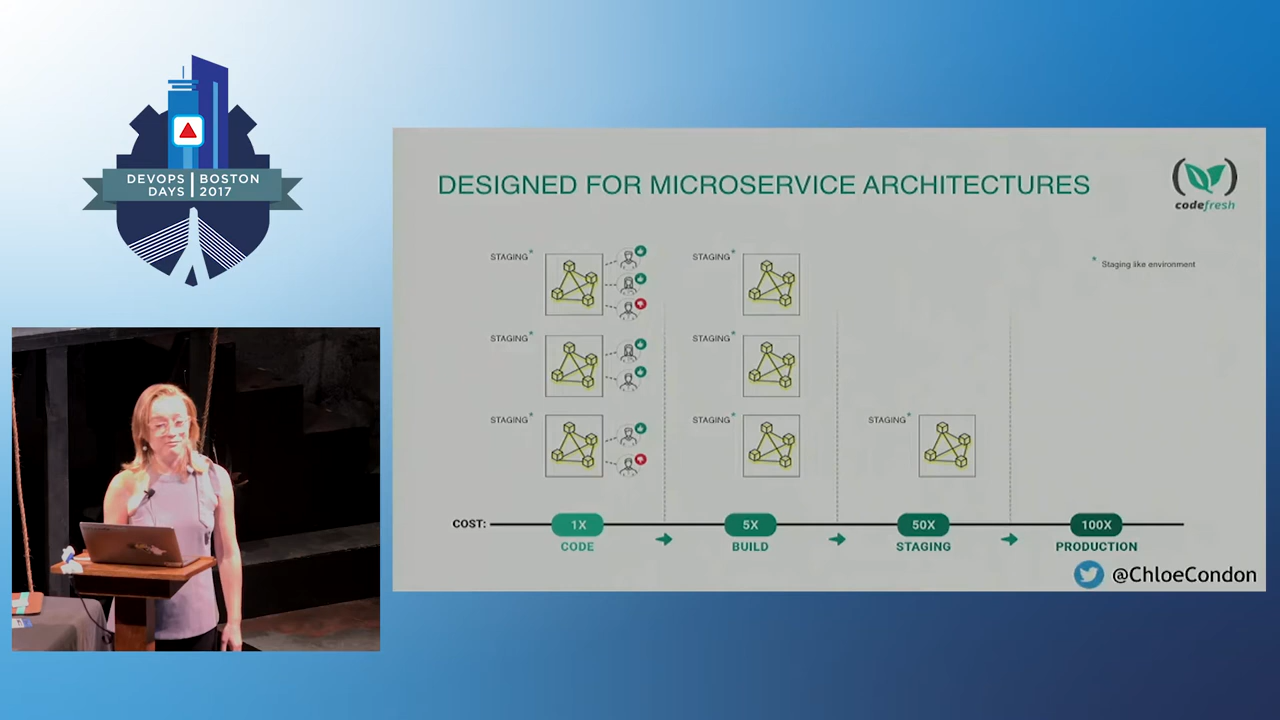 DEVOPS BOSTON
DAYS 2017
DESIGNED FOR MICROSERVICE ARCHITECTURES
(codefresh)
STAGING*
STAGING*
* Staging like environment
STAGING*
STAGING*
STAGING*
STAGING*
STAGING*
COST:
1X
5X
50X
100X
CODE
BUILD
STAGING
PRODUCTION
@ChloeCondon